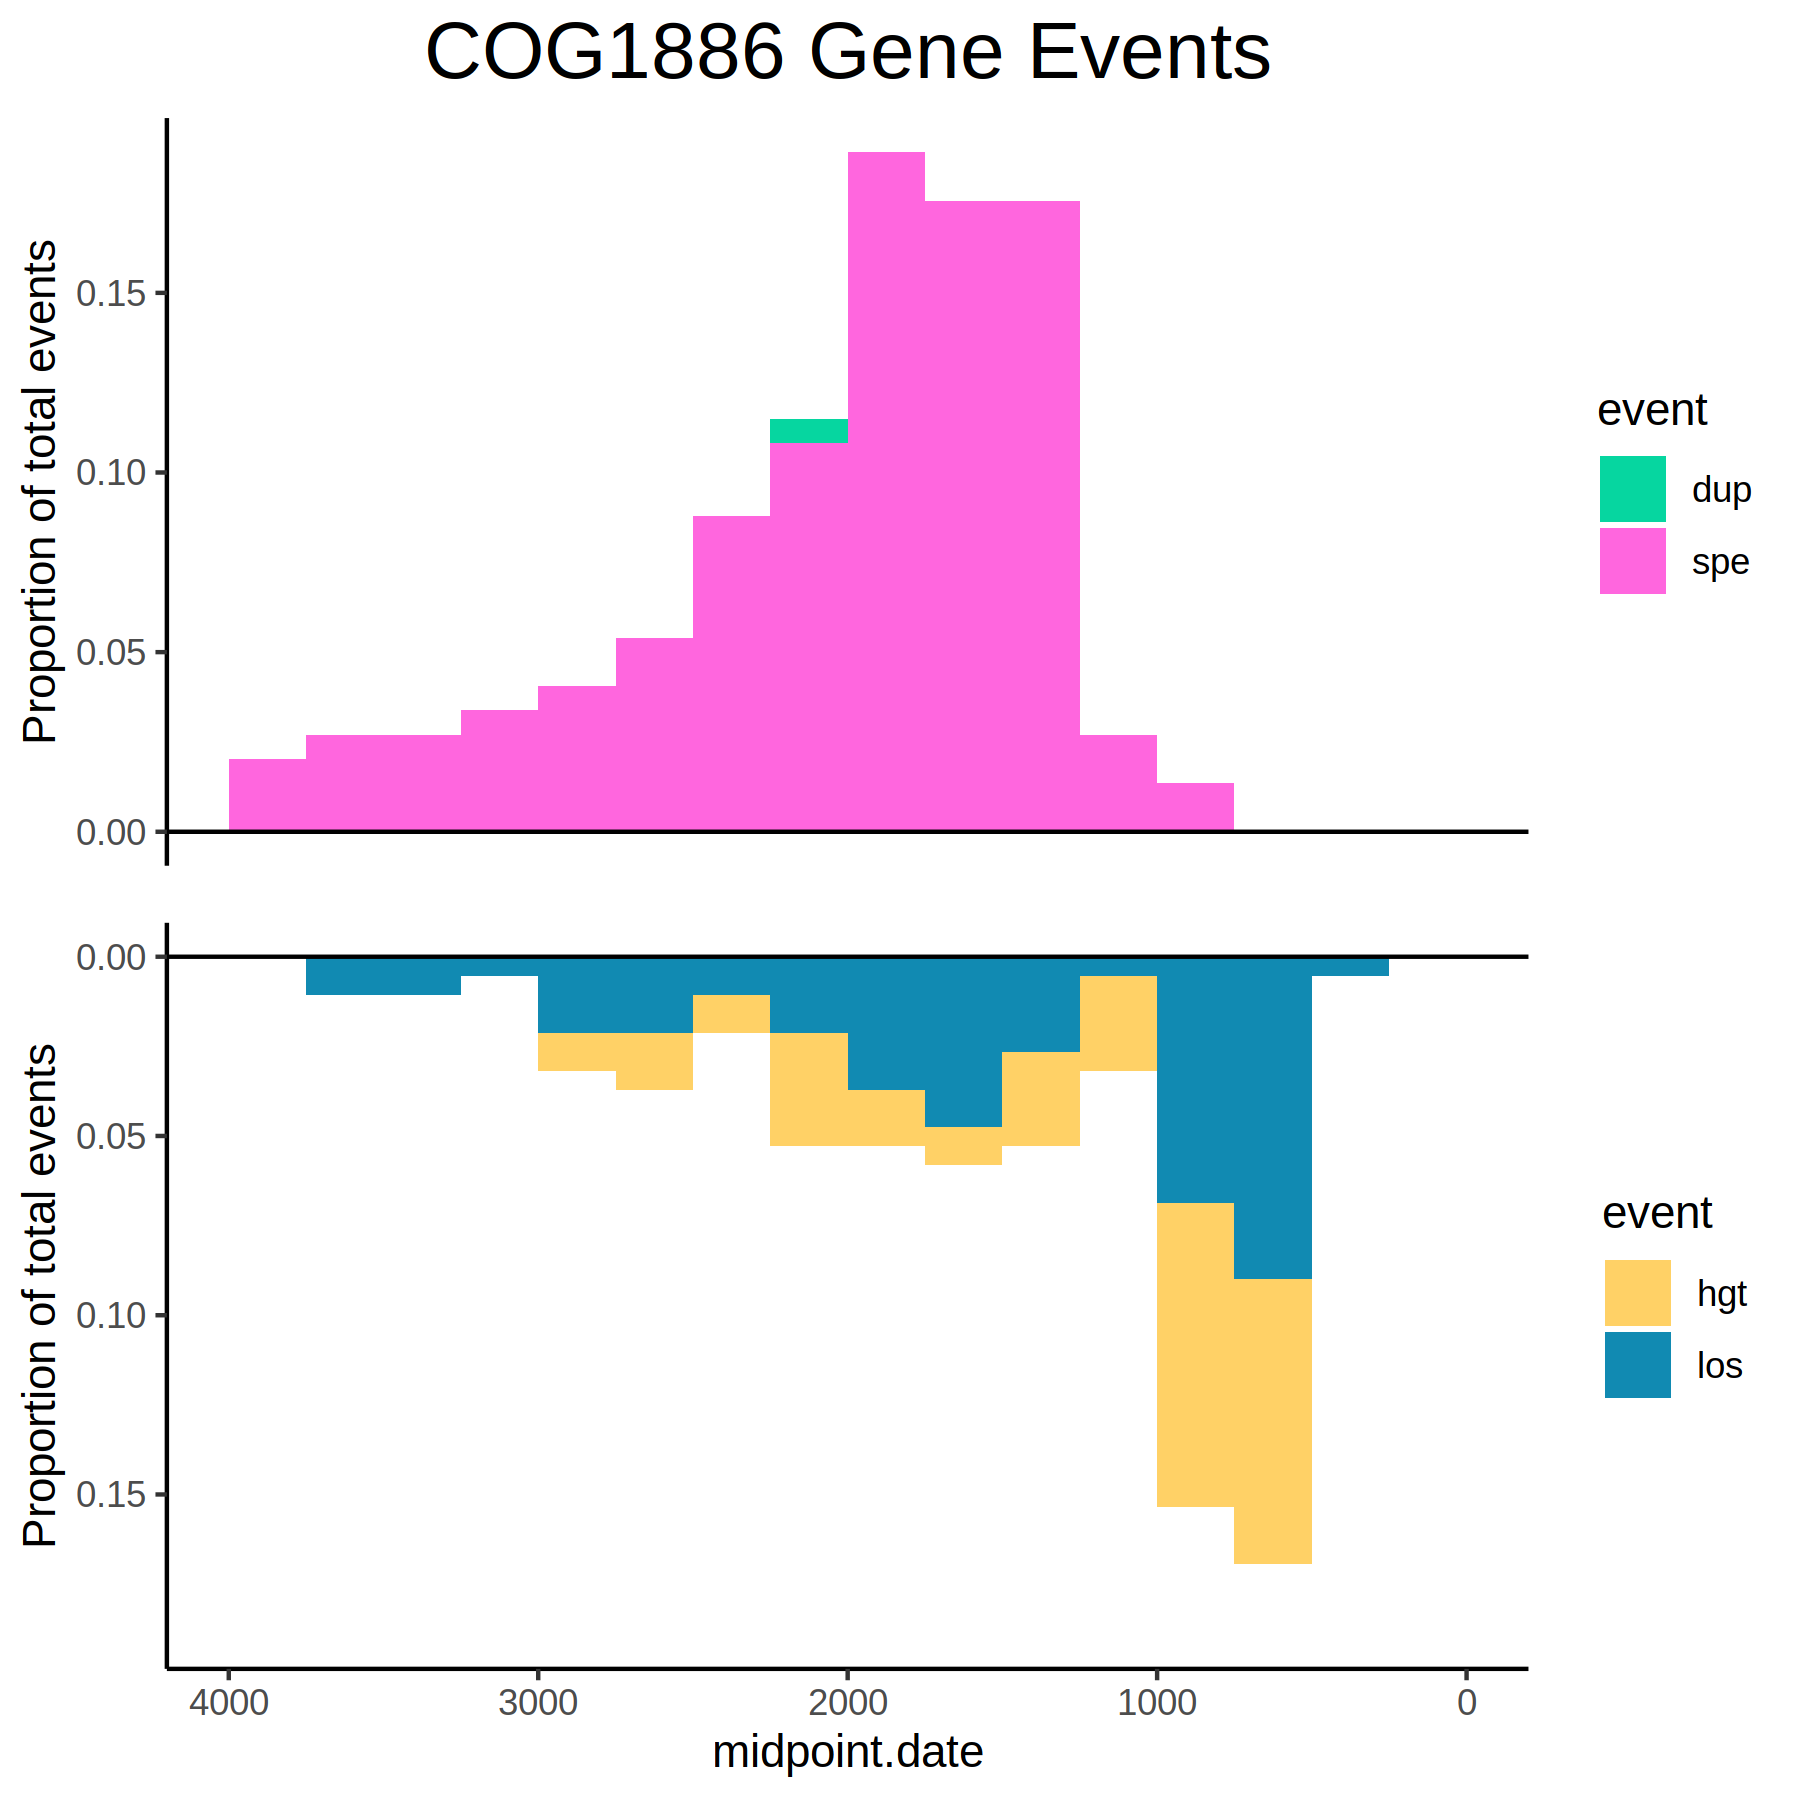 COG1886 Gene Events
Proportion of total events
0.15
0.10
0.05
0.00
event
dup
spe
Proportion of total events
0.00
0.05
0.10
0.15
event
hgt
los
4000 3000 2000 1000 0
midpoint.date